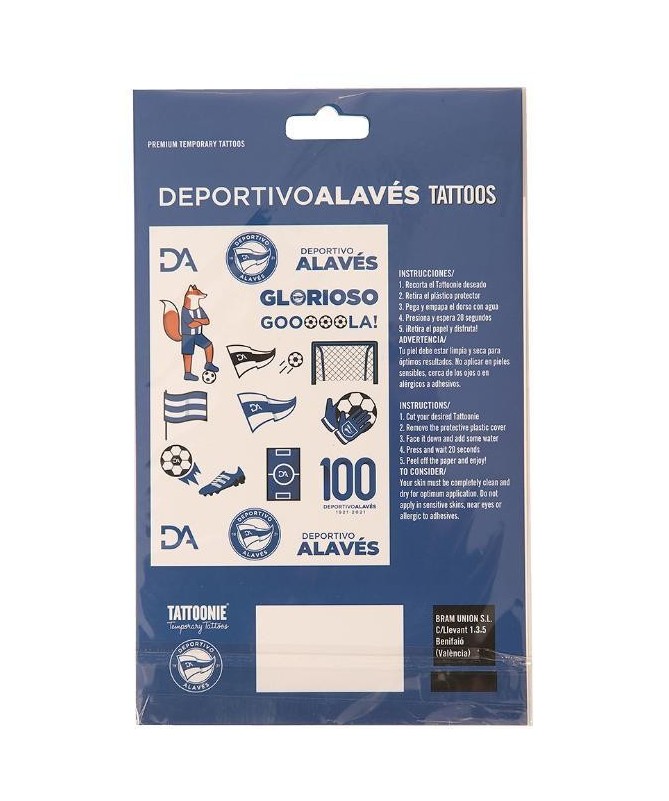 PREMIUM TEMPORARY TATTOOS
DEPORTIVOALAVÉS TATTOOS
DA
DEPORTIVO
ALAVÉS
DEPORTIVO
ALAVÉS
GLORIOSO
GOOOOOLA!
DA
DA
DA
DA
100
DEPORTIVOALAVÉS
1921-2021
DA
DEPORTIVO
ALAVÉS
DEPORTIVO
ALAVÉS
INSTRUCCIONES/
1. Recorta el Tattoonie deseado
2. Retira el plástico protector
3. Pega y empapa el dorso con agua
4. Presiona y espera 20 segundos
5. ¡Retira el papel y disfruta!
ADVERTENCIA/
Tu piel debe estar limpia y seca para
óptimos resultados. No aplicar en pieles
sensibles, cerca de los ojos o en
alérgicos a adhesivos.
INSTRUCTIONS/
1. Cut your desired Tattoonie
2. Remove the protective plastic cover
3. Face it down and add some water
4. Press and wait 20 seconds
5. Peel off the paper and enjoy!
TO CONSIDER/
Your skin must be completely clean and
dry for optimum application. Do not
apply in sensitive skins, near eyes or
allergic to adhesives.
TATTOONIE
Temporary Tattoos
DEPORTIVO
ALAVÉS
BRAM UNION S.L.
C/Llevant 1.3.5
Benifaió
(València)